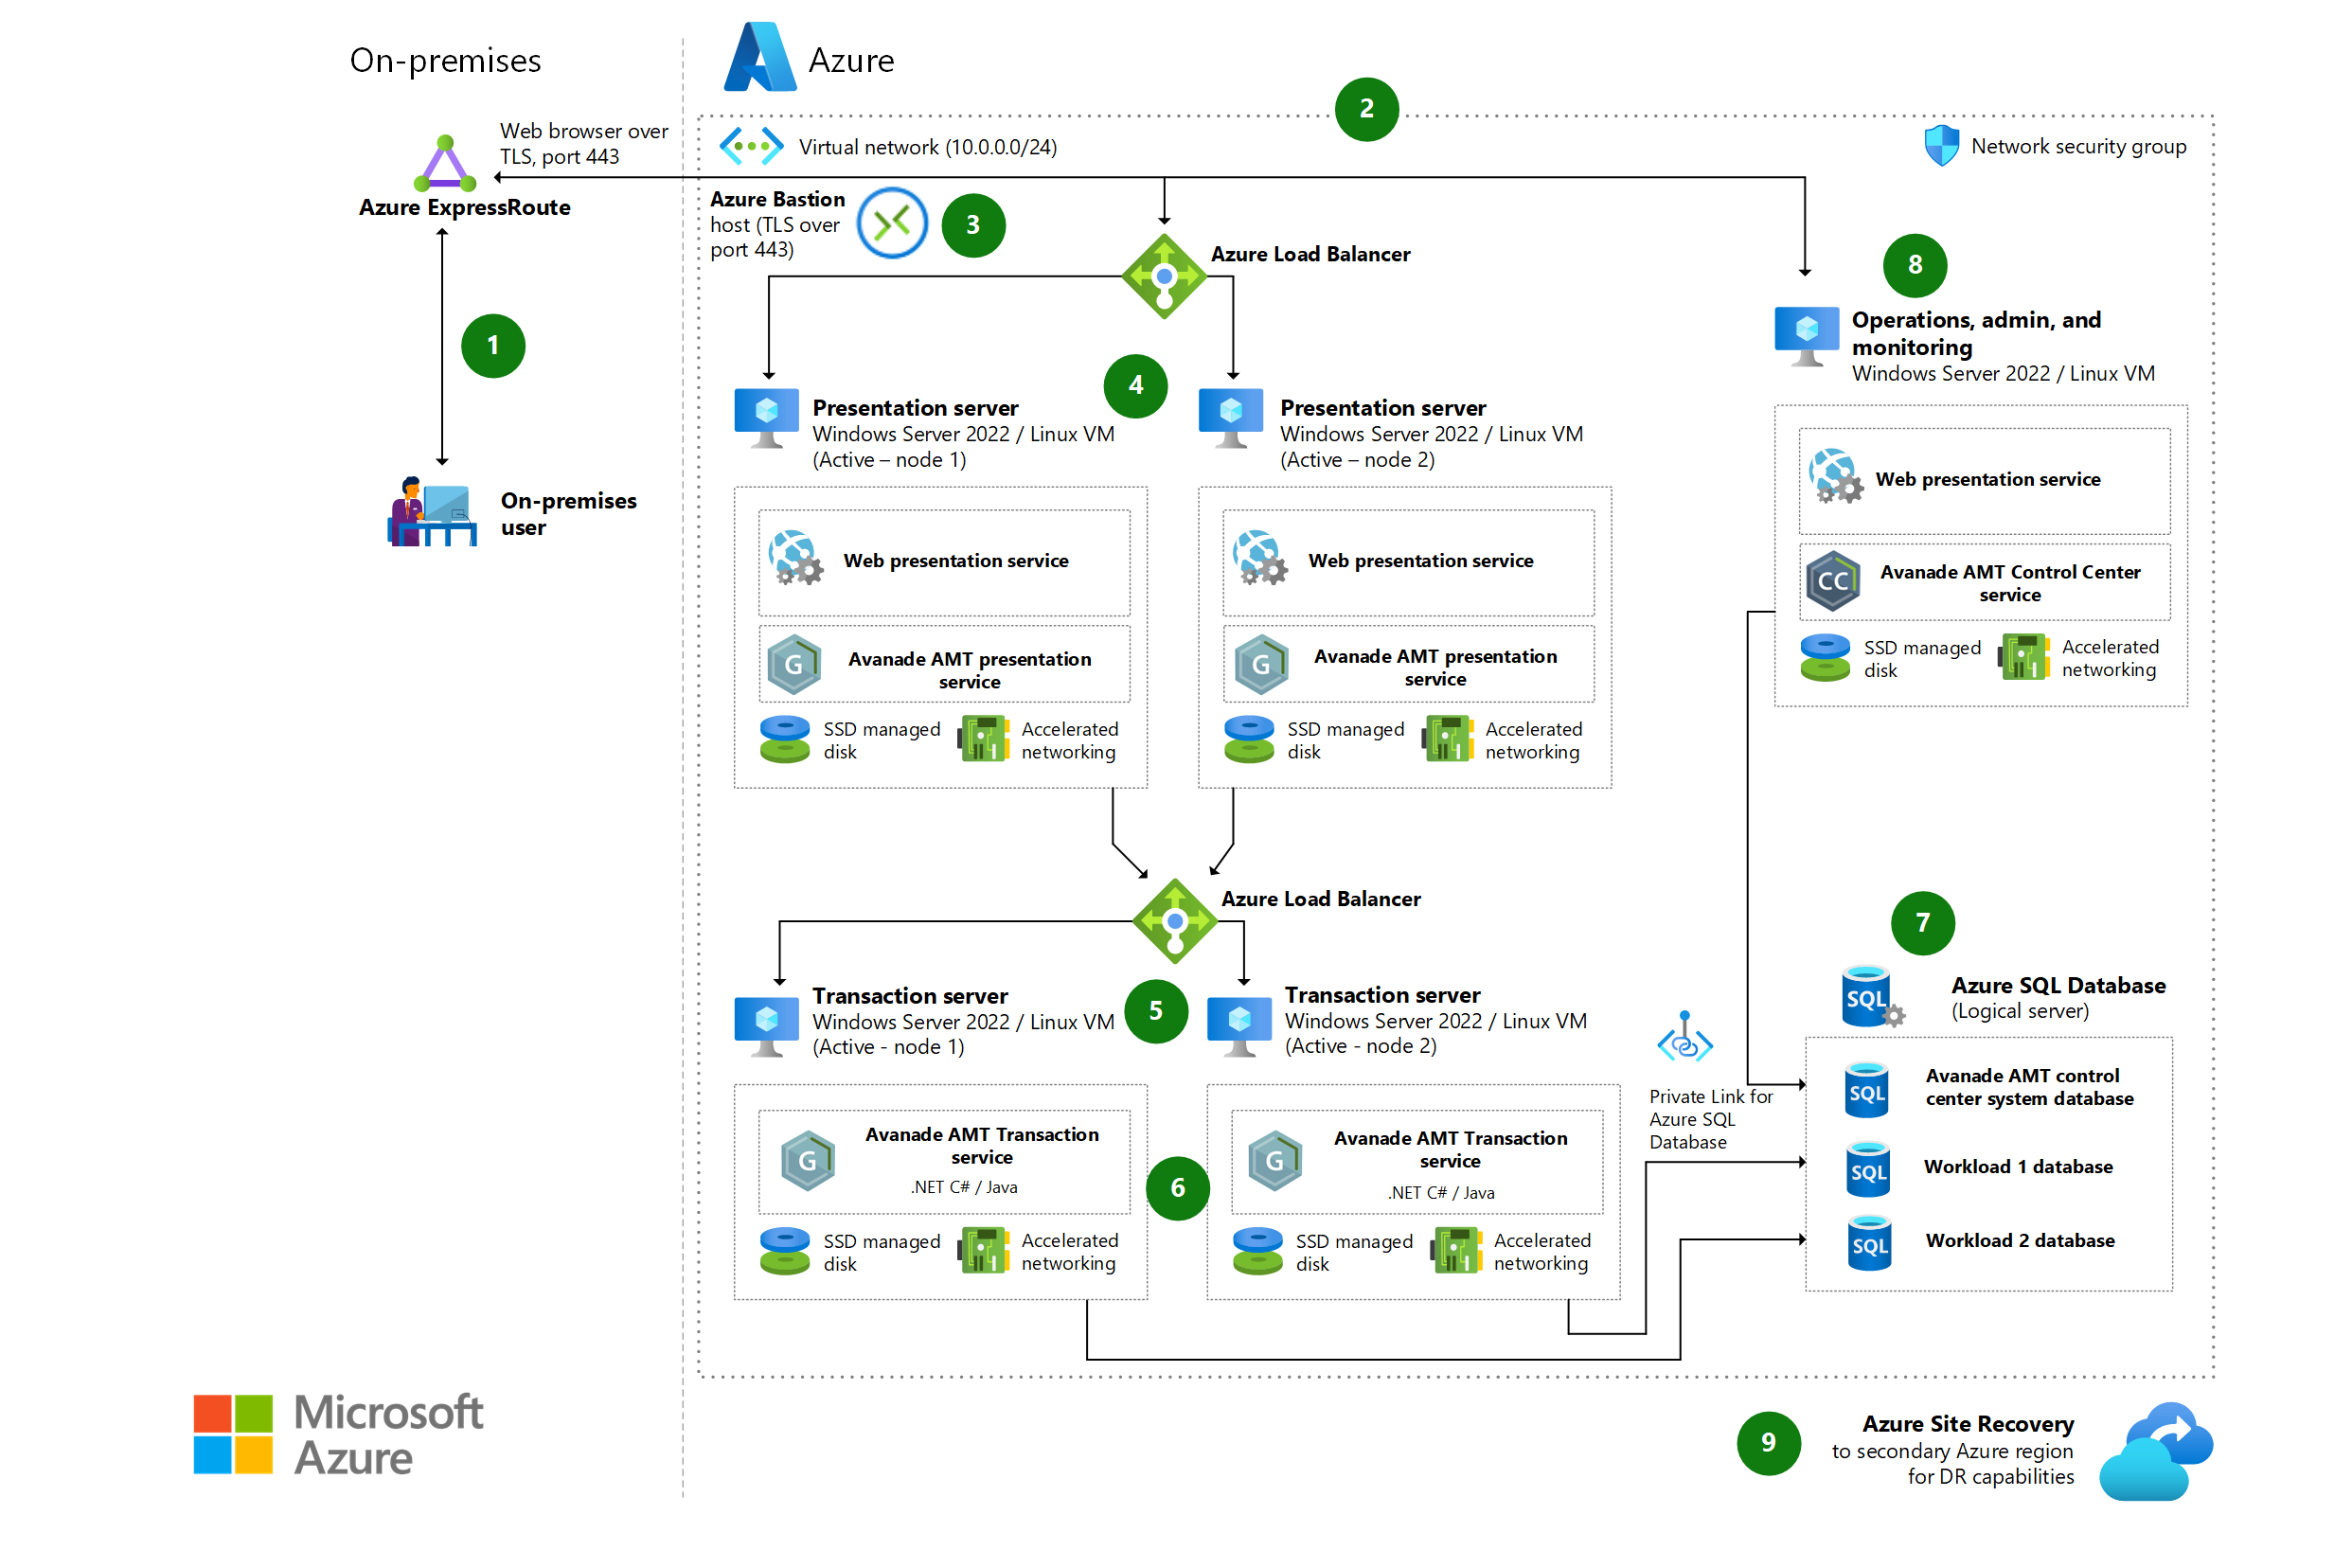 On-premises
Azure
2
Web browser over
TLS, port 443
Virtual network (10.0.0.0/24)
Network security group
Azure ExpressRoute
Azure Bastion
host (TLS over
port 443)
3
Azure Load Balancer
8
1
Operations, admin, and
monitoring
Windows Server 2022 / Linux VM
4
Presentation server
Windows Server 2022 / Linux VM
(Active – node 1)
Presentation server
Windows Server 2022 / Linux VM
(Active – node 2)
On-premises
user
Web presentation service
CC
Avanade AMT Control Center
service
SSD managed
disk
Accelerated
networking
Web presentation service
G
Avanade AMT presentation
service
SSD managed
disk
Accelerated
networking
Web presentation service
G
Avanade AMT presentation
service
SSD managed
disk
Accelerated
networking
Azure Load Balancer
7
5
Transaction server
Windows Server 2022 / Linux VM
(Active - node 1)
Transaction server
Windows Server 2022 / Linux VM
(Active - node 2)
SQL
Azure SQL Database
(Logical server)
Private Link for
Azure SQL
Database
SQL
Avanade AMT control
center system database
SQL
Workload 1 database
SQL
Workload 2 database
G
Avanade AMT Transaction
service
.NET C# / Java
SSD managed
disk
Accelerated
networking
6
G
Avanade AMT Transaction
service
.NET C# / Java
SSD managed
disk
Accelerated
networking
Microsoft
Azure
9
Azure Site Recovery
to secondary Azure region
for DR capabilities